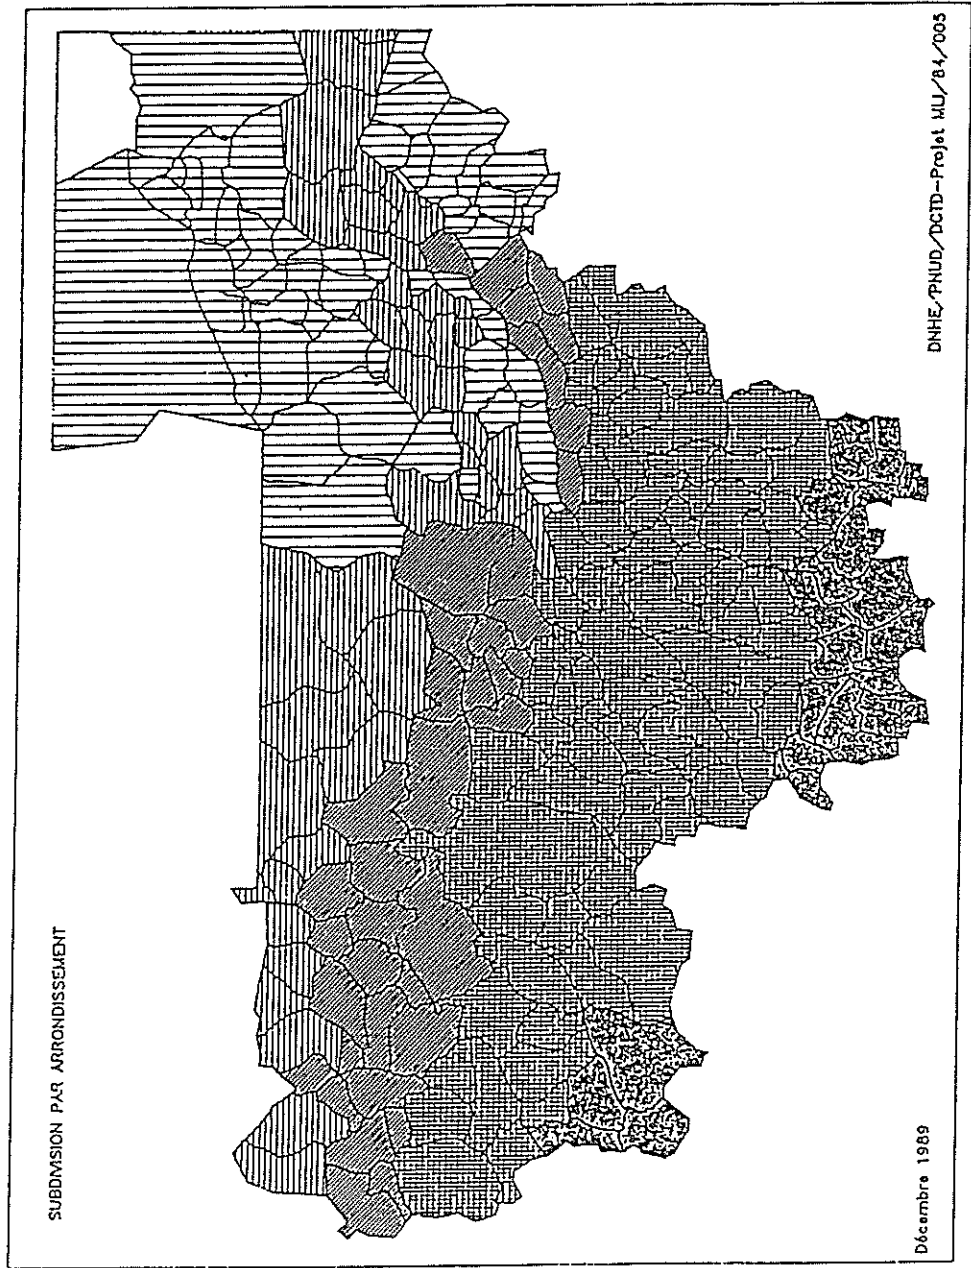 SUBDIVISION PAR ARRONDISSEMENT
Décembre 1989
DNHE/PNUD/DCTD-Projet MLI/84/005